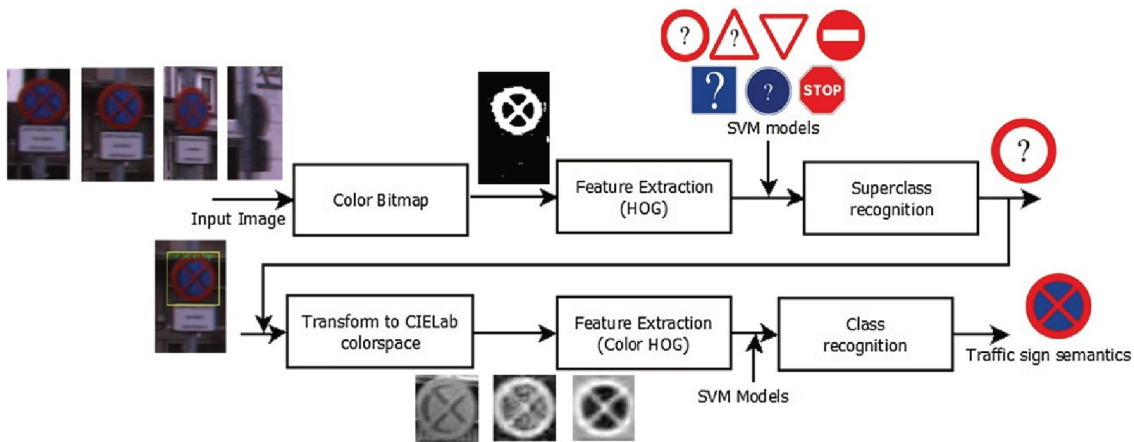 ? ?
? ? STOP
SVM models
Input Image
Color Bitmap
Feature Extraction
(HOG)
Superclass
recognition
?
Transform to CIELab
colorspace
Feature Extraction
(Color HOG)
SVM Models
Class
recognition
Traffic sign semantics